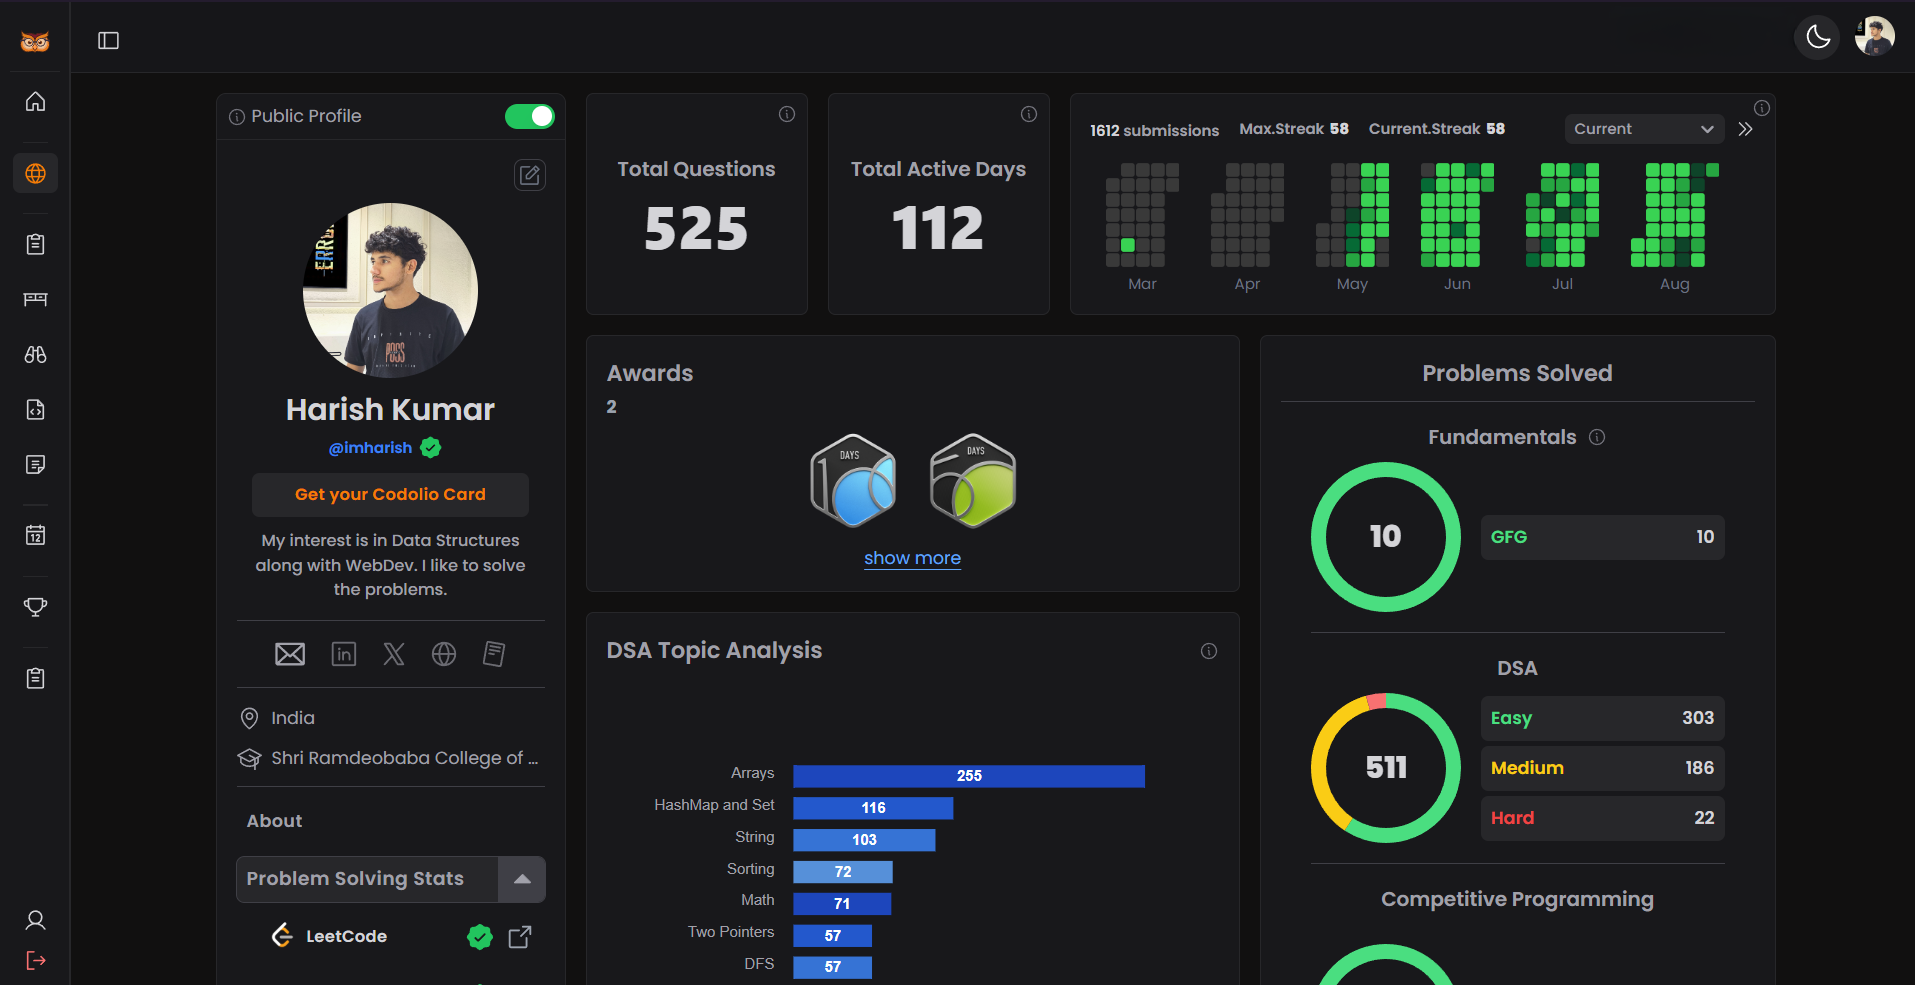 Public Profile
Harish Kumar
@imharish
Get your Codolio Card
My interest is in Data Structures
along with WebDev. I like to solve
the problems.
India
Shri Ramdeobaba College of ...
About
Problem Solving Stats
LeetCode
12
Total Questions
525
Total Active Days
112
1612 submissions Max.Streak 58 Current.Streak 58 Current
Mar Apr May Jun Jul Aug
Awards
2
DAYS DAYS
show more
DSA Topic Analysis
Arrays 255
HashMap and Set 116
String 103
Sorting 72
Math 71
Two Pointers 57
DFS 57
Problems Solved
Fundamentals
10
GFG 10
DSA
511
Easy 303
Medium 186
Hard 22
Competitive Programming